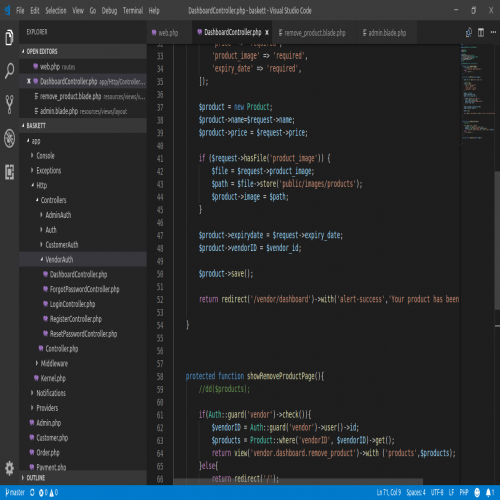 File Edit Selection View Go Debug Terminal Help DashboardController.php - baskett - Visual Studio Code
EXPLORER
OPEN EDITORS
web.php routes
DashboardController.php app/Http/Controller...
remove_product.blade.php resources/views/v...
admin.blade.php resources/views/layout
BASKETT
app
Console
Exceptions
Http
Controllers
AdminAuth
Auth
CustomerAuth
VendorAuth
DashboardController.php
ForgotPasswordController.php
LoginController.php
RegisterController.php
ResetPasswordController.php
Controller.php
Middleware
Kernel.php
Notifications
Providers
Admin.php
Customer.php
Order.php
Payment.php
OUTLINE
web.php DashboardController.php remove_product.blade.php admin.blade.php
32 'price' => 'required',
33 'product_image' => 'required',
34 'expiry_date' => 'required',
35 ]);
36
37 $product = new Product;
38 $product->name=$request->name;
39 $product->price = $request->price;
40
41 if ($request->hasFile('product_image')) {
42 $file = $request->product_image;
43 $path = $file->store('public/images/products');
44 $product->image = $path;
45 }
46
47 $product->expirydate = $request->expiry_date;
48 $product->vendorID = $vendor_id;
49
50 $product->save();
51
52 return redirect('/vendor/dashboard')->with('alert-success','Your product has been
53
54 }
55
56
57
58 protected function showRemoveProductPage(){
59 //dd($products);
60
61 if(Auth::guard('vendor')->check()){
62 $vendorID = Auth::guard('vendor')->user()->id;
63 $products = Product::where('vendorID', $vendorID)->get();
64 return view('vendor.dashboard.remove_product')->with ('products',$products);
65 }else{
66 return redirect('/');
master 0 0 Ln 71, Col 9 Spaces: 4 UTF-8 LF PHP 1